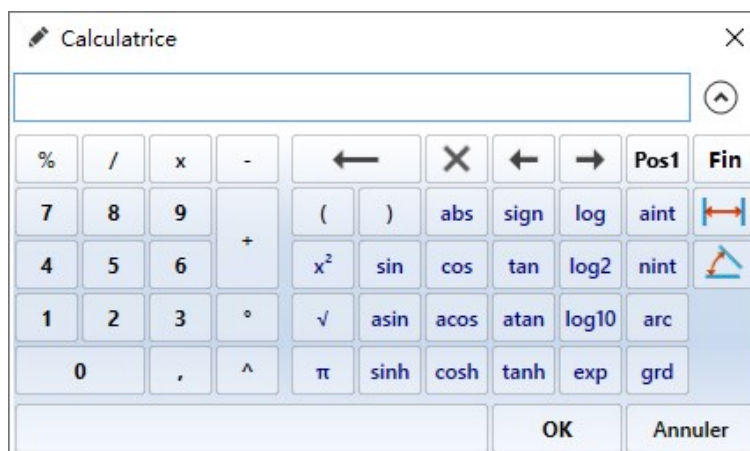 Calculatrice
% / x - Pos1 Fin
7 8 9 + ( ) abs sign log aint
4 5 6 x² sin cos tan log2 nint
1 2 3 ° √ asin acos atan log10 arc
0 , ^ π sinh cosh tanh exp grd
OK Annuler